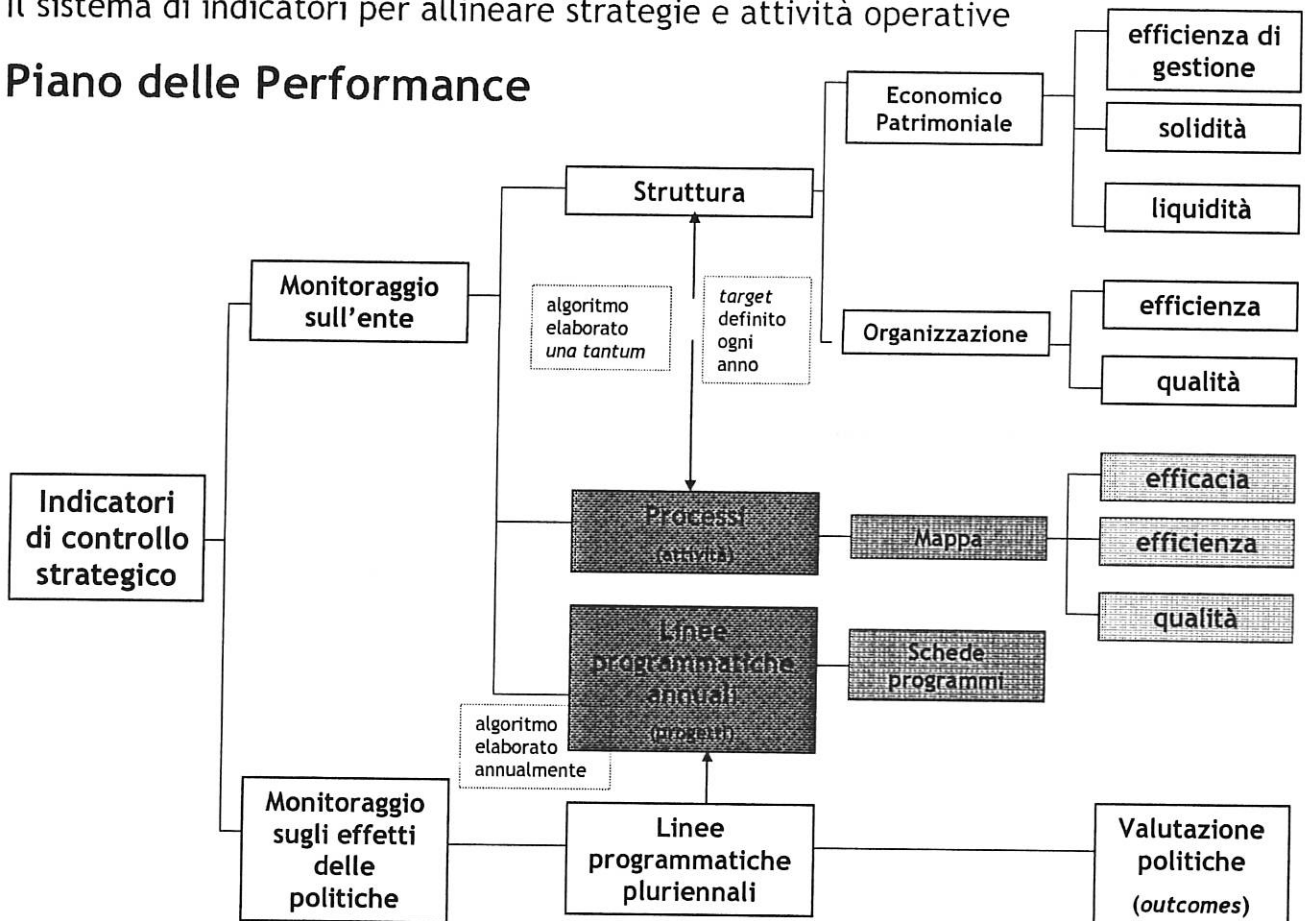 Il sistema di indicatori per allineare strategie e attività operative
Piano delle Performance
Indicatori
di controllo
strategico
Monitoraggio
sull'ente
Monitoraggio
sugli effetti
delle
politiche
Struttura
algoritmo
elaborato
una tantum
target
definito
ogni
anno
Processi
(attività)
Linee
programmatiche
annuali
(progetti)
algoritmo
elaborato
annualmente
Linee
programmatiche
pluriennali
Economico
Patrimoniale
Organizzazione
Mappa
Schede
programmi
efficienza di
gestione
solidità
liquidità
efficienza
qualità
efficacia
efficienza
qualità
Valutazione
politiche
(outcomes)